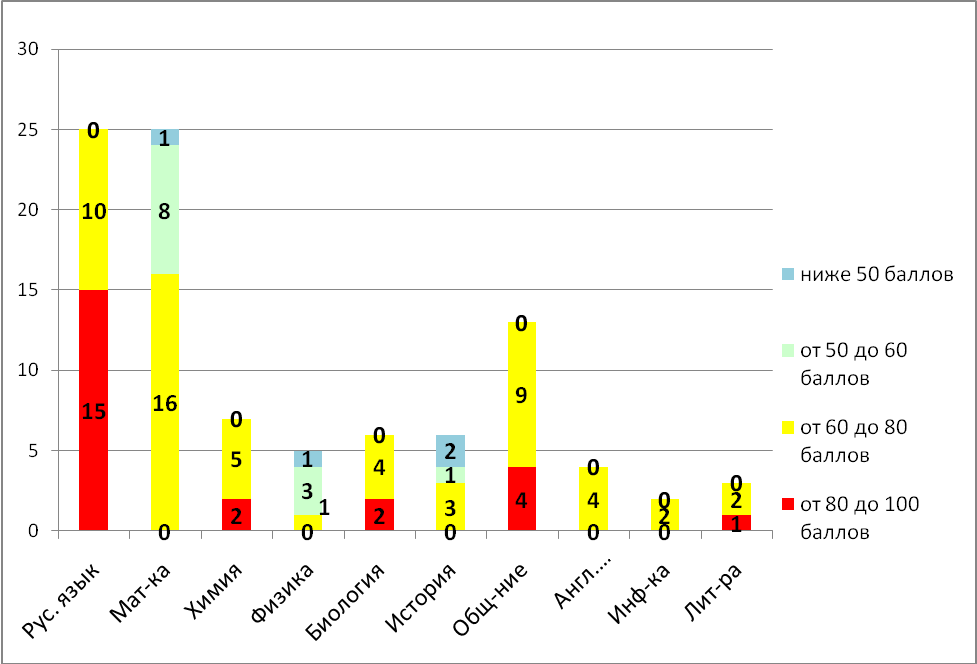 30
25
20
15
10
5
0
0
10
15
1
8
16
0
0
5
2
1
3
1
0
0
4
2
2
1
3
0
0
9
4
0
4
0
0
2
0
0
2
1
Рус. язык
Мат-ка
Химия
Физика
Биология
История
Общ-ние
Англ....
Инф-ка
Лит-ра
ниже 50 баллов
от 50 до 60
баллов
от 60 до 80
баллов
от 80 до 100
баллов